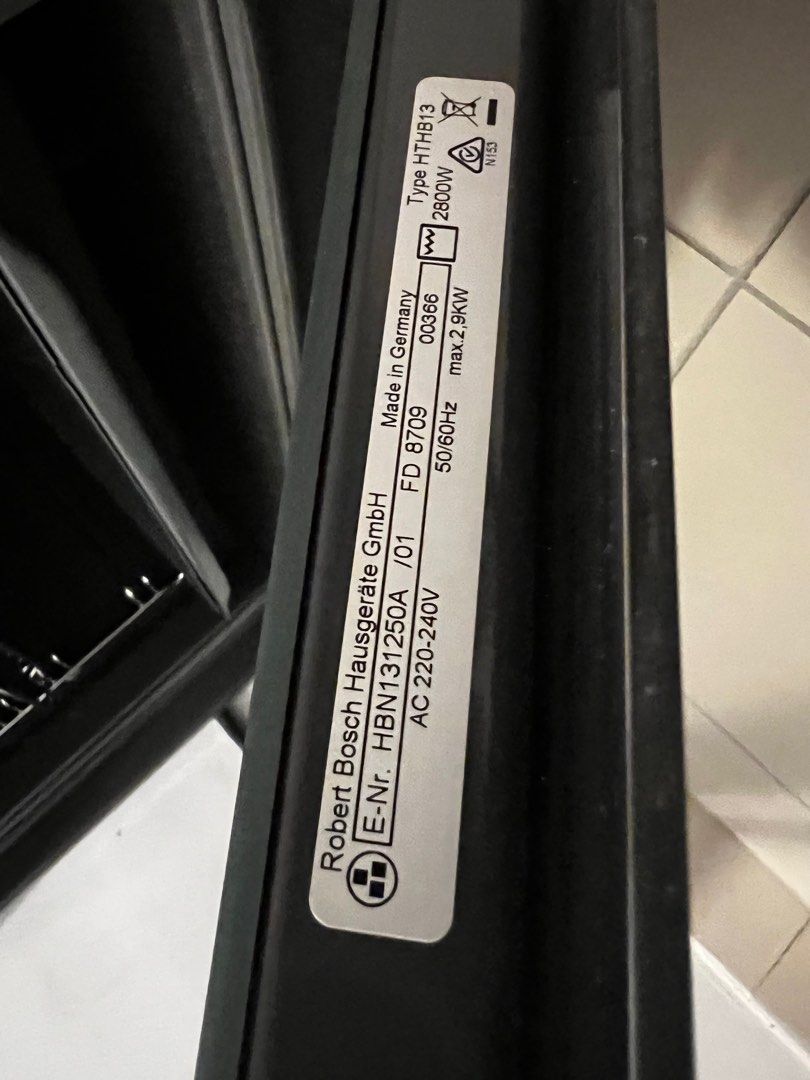 Robert Bosch Hausgeräte GmbH Made in Germany Type HTHB13
E-Nr. HBN131250A /01 FD 8709 00366 2800W
AC 220-240V 50/60Hz max.2,9KW
N153